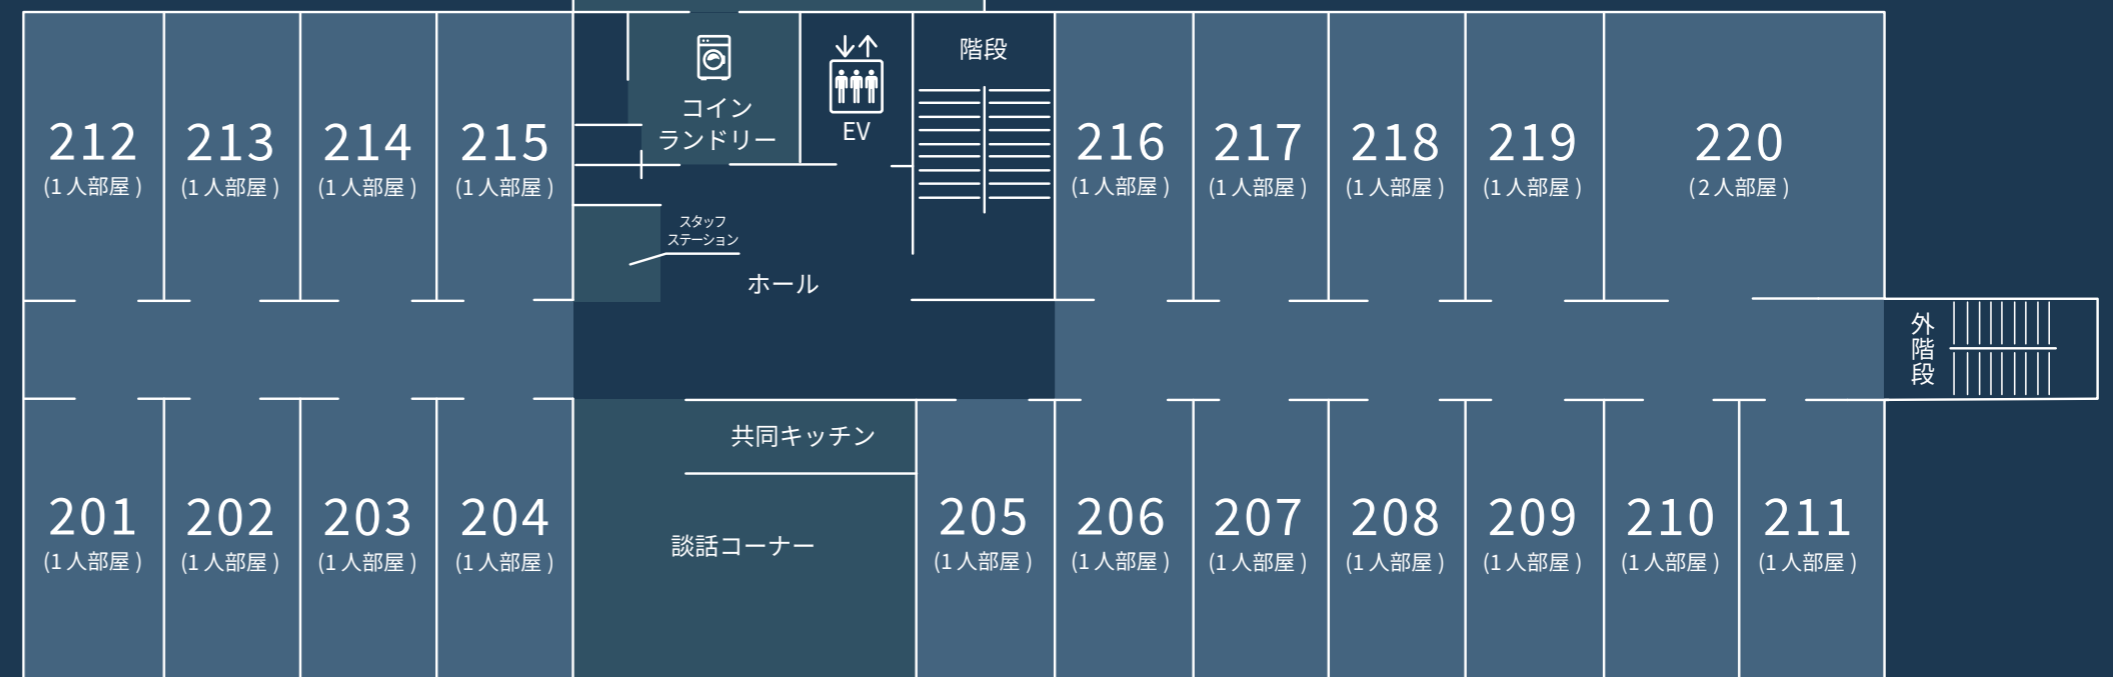 コイン
ランドリー
EV
階段
212
(1人部屋)
213
(1人部屋)
214
(1人部屋)
215
(1人部屋)
216
(1人部屋)
217
(1人部屋)
218
(1人部屋)
219
(1人部屋)
220
(2人部屋)
スタッフ
ステーション
ホール
外階段
共同キッチン
談話コーナー
201
(1人部屋)
202
(1人部屋)
203
(1人部屋)
204
(1人部屋)
205
(1人部屋)
206
(1人部屋)
207
(1人部屋)
208
(1人部屋)
209
(1人部屋)
210
(1人部屋)
211
(1人部屋)